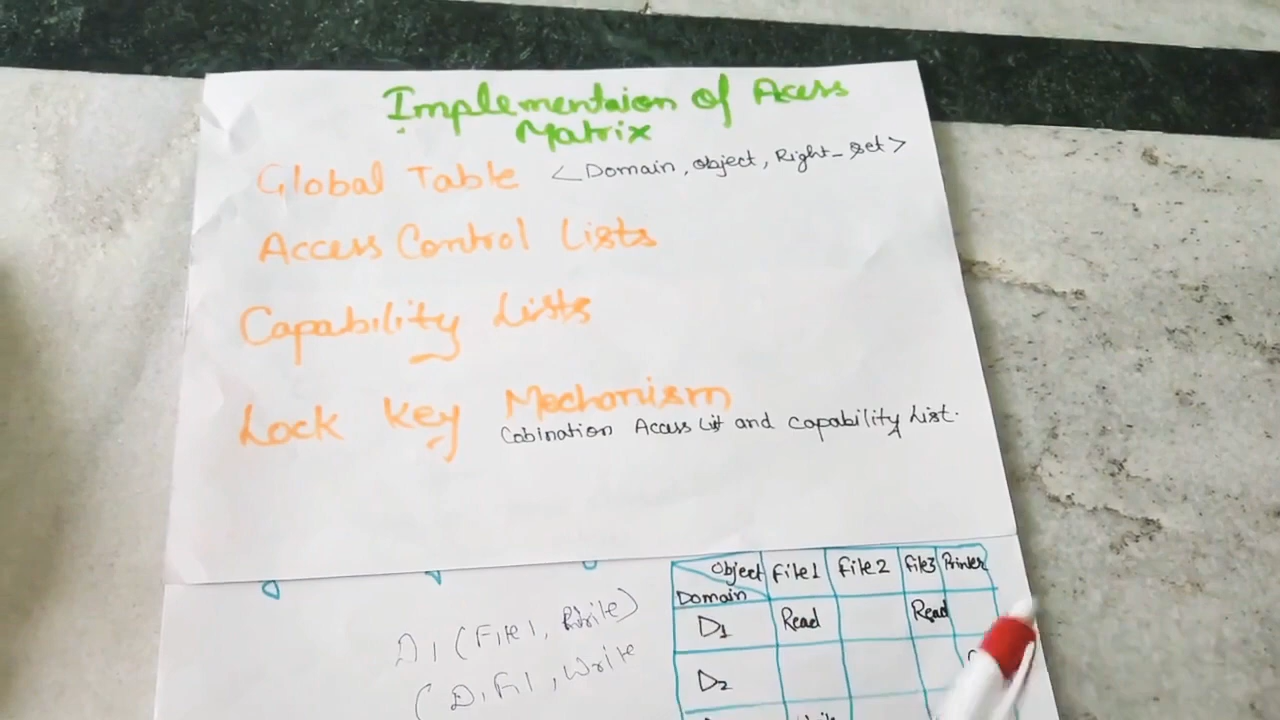 Implementaion of Acess
Matrix
Global Table <Domain, object, Right-set>
Access Control Lists
Capability Lists
Lock Key Mechanism
Cobination Access List and Capability List.
Object File1 File2 File3 Printer
Domain
D1 Read Read
D2
D1 (File1, Write)
(D, F1, Write